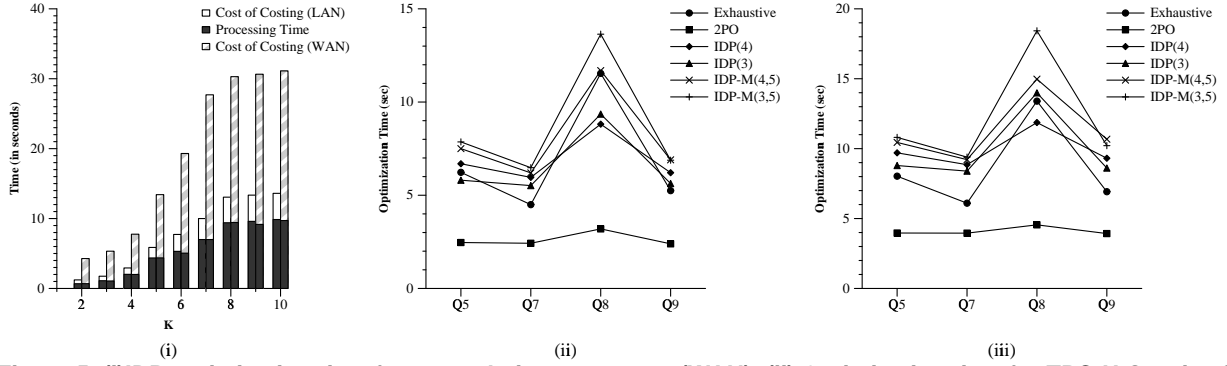 40
30
20
10
0
Time (in seconds)
Cost of Costing (LAN)
Processing Time
Cost of Costing (WAN)
2 4 6 8 10
K
(i)
15
10
5
0
Optimization Time (sec)
Exhaustive
2PO
IDP(4)
IDP(3)
IDP-M(4,5)
IDP-M(3,5)
Q5 Q7 Q8 Q9
(ii)
20
15
10
5
0
Optimization Time (sec)
Exhaustive
2PO
IDP(4)
IDP(3)
IDP-M(4,5)
IDP-M(3,5)
Q5 Q7 Q8 Q9
(iii)